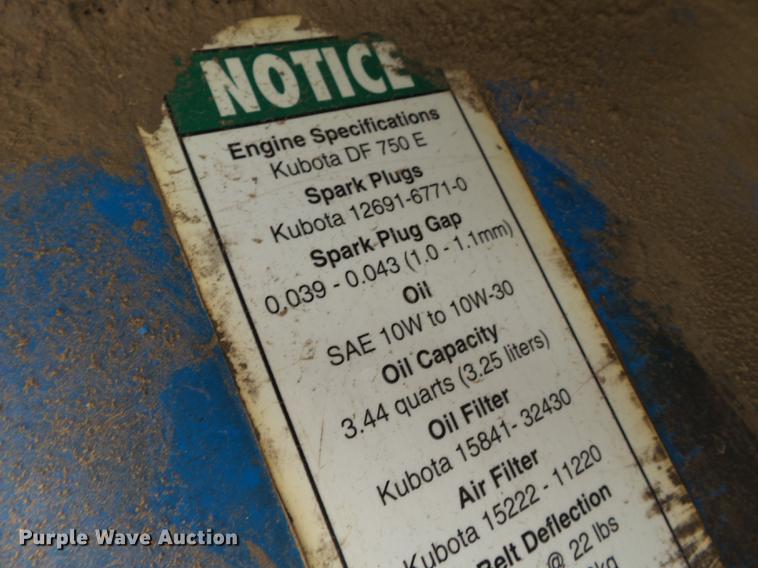 NOTICE
Engine Specifications
Kubota DF 750 E
Spark Plugs
Kubota 12691-6771-0
Spark Plug Gap
0.039 - 0.043 (1.0 - 1.1mm)
Oil
SAE 10W to 10W-30
Oil Capacity
3.44 quarts (3.25 liters)
Oil Filter
Kubota 15841- 32430
Air Filter
Kubota 15222 - 11220
Belt Deflection
@ 22 lbs
kg
Purple Wave Auction